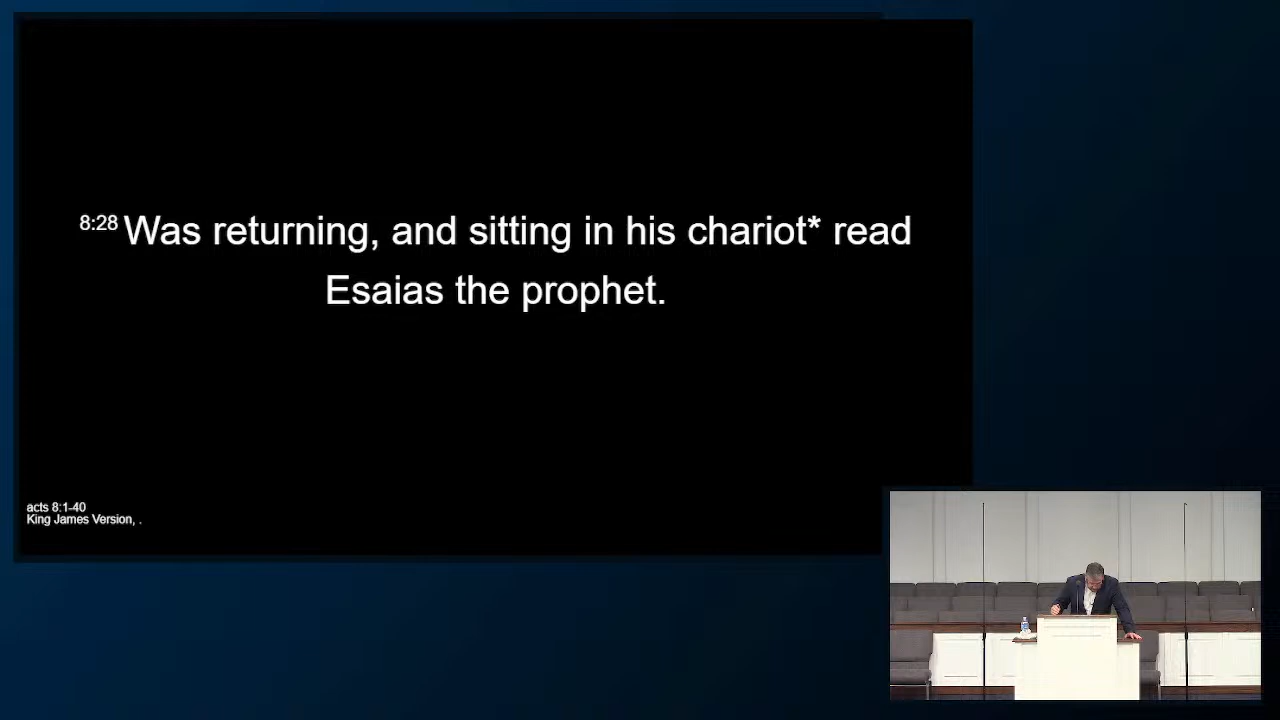 8:28 Was returning, and sitting in his chariot* read
Esaias the prophet.
acts 8:1-40
King James Version, .